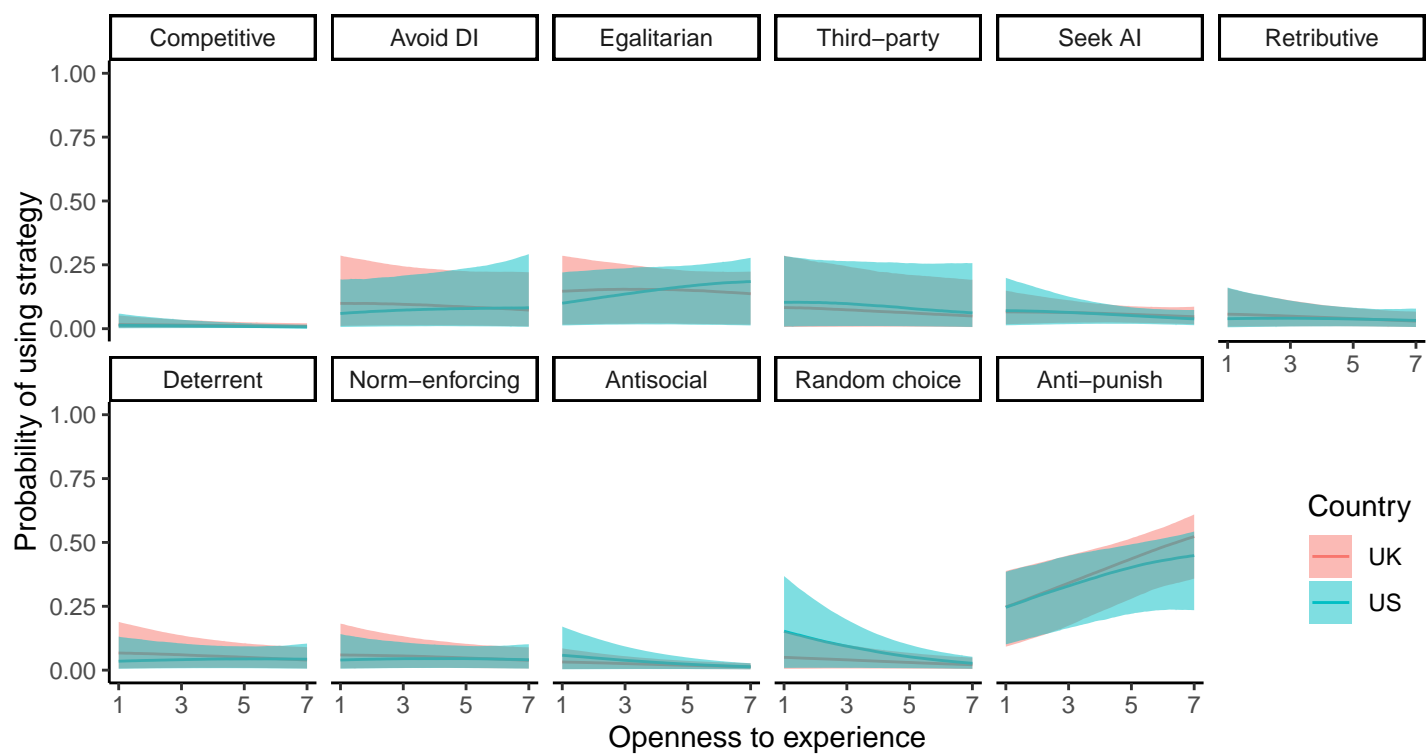 Competitive Avoid DI Egalitarian Third−party Seek AI Retributive
1.00
0.75
0.50
0.25
0.00
1 3 5 7
Deterrent Norm−enforcing Antisocial Random choice Anti−punish
1.00
0.75
0.50
0.25
0.00
1 3 5 7 1 3 5 7 1 3 5 7 1 3 5 7 1 3 5 7
Openness to experience
Probability of using strategy
Country
UK
US